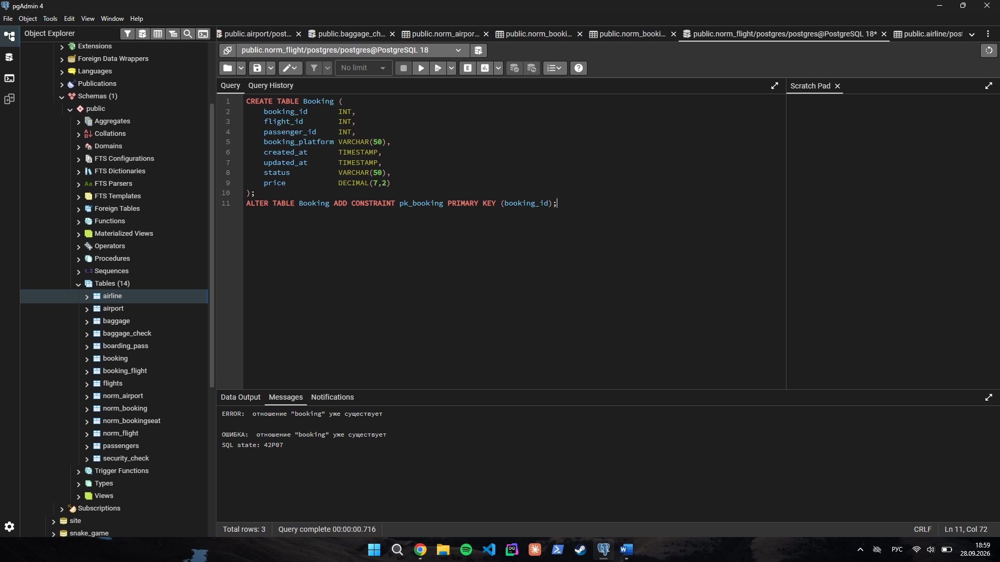 pgAdmin 4
File Object Tools Edit View Window Help
Object Explorer
public.airport/post... public.baggage_ch... public.norm_airpor... public.norm_booki... public.norm_booki... public.norm_flight/postgres/postgres@PostgreSQL 18* public.airline/post
public.norm_flight/postgres/postgres@PostgreSQL 18
No limit
E
Query Query History
Scratch Pad
Extensions
Foreign Data Wrappers
Languages
Publications
Schemas (1)
public
Aggregates
Collations
Domains
FTS Configurations
FTS Dictionaries
Aa FTS Parsers
FTS Templates
Foreign Tables
Functions
Materialized Views
Operators
Procedures
1..3 Sequences
Tables (14)
airline
airport
baggage
baggage_check
boarding_pass
booking
booking_flight
flights
norm_airport
norm_booking
norm_bookingseat
norm_flight
passengers
security_check
Trigger Functions
Types
Views
Subscriptions
site
snake_game
1 CREATE TABLE Booking (
2 booking_id INT,
3 flight_id INT,
4 passenger_id INT,
5 booking_platform VARCHAR(50),
6 created_at TIMESTAMP,
7 updated_at TIMESTAMP,
8 status VARCHAR(50),
9 price DECIMAL(7,2)
10 );
11 ALTER TABLE Booking ADD CONSTRAINT pk_booking PRIMARY KEY (booking_id);
Data Output Messages Notifications
ERROR: отношение "booking" уже существует
ОШИБКА: отношение "booking" уже существует
SQL state: 42P07
Total rows: 3 Query complete 00:00:00.716
CRLF Ln 11, Col 72
DG
РУС
18:59
28.09.2026